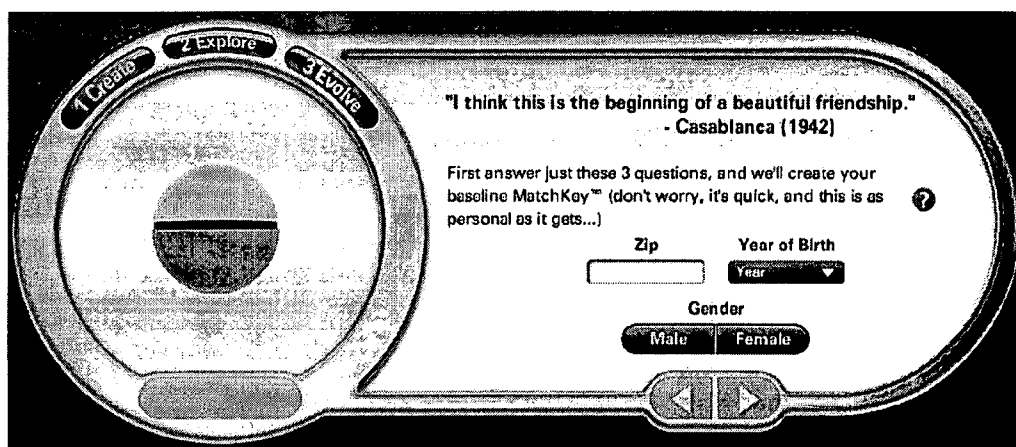 1 Create
2 Explore
3 Evolve
"I think this is the beginning of a beautiful friendship."
- Casablanca (1942)
First answer just these 3 questions, and we'll create your
baseline MatchKey™ (don't worry, it's quick, and this is as
personal as it gets...)
?
Zip
Year of Birth
Year
Gender
Male
Female